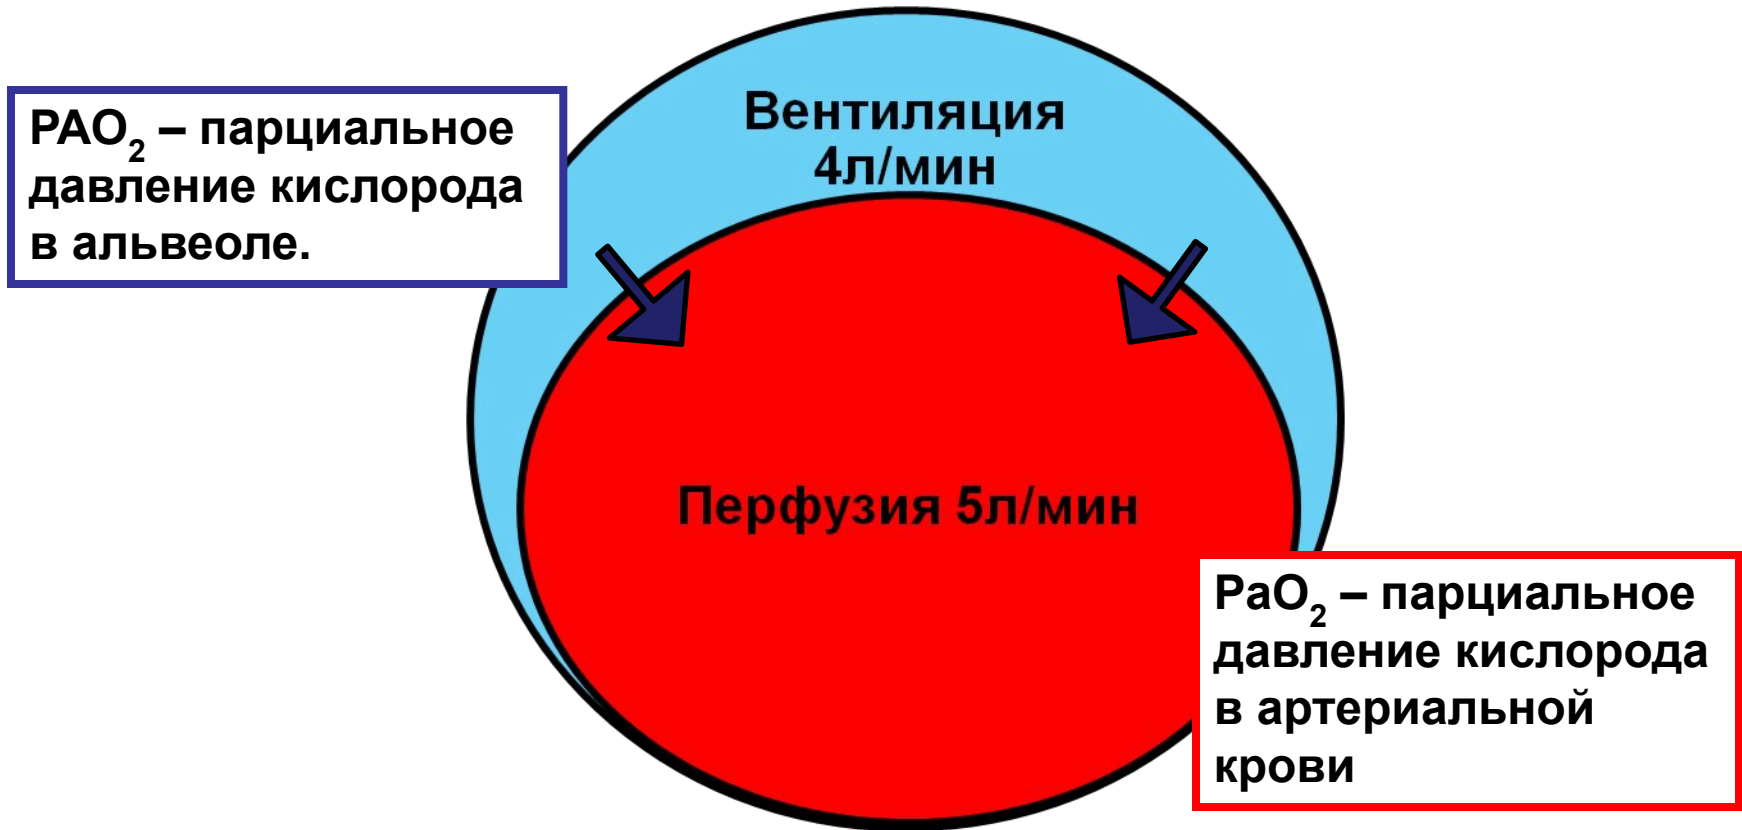 PAO₂ – парциальное
давление кислорода
в альвеоле.
Вентиляция
4л/мин
Перфузия 5л/мин
PaO₂ – парциальное
давление кислорода
в артериальной
крови